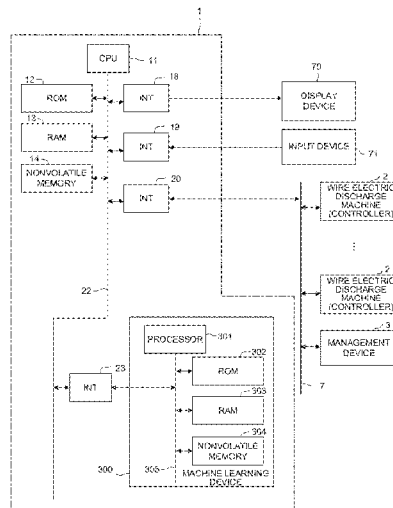 1
CPU
11
12
ROM
18
INT
70
DISPLAY
DEVICE
13
RAM
19
INT
INPUT DEVICE
71
14
NONVOLATILE
MEMORY
20
INT
2
WIRE ELECTRIC
DISCHARGE
MACHINE
(CONTROLLER)
2
WIRE ELECTRIC
DISCHARGE
MACHINE
(CONTROLLER)
22
3
MANAGEMENT
DEVICE
7
23
INT
PROCESSOR
301
302
ROM
303
RAM
304
NONVOLATILE
MEMORY
300
305
MACHINE LEARNING
DEVICE